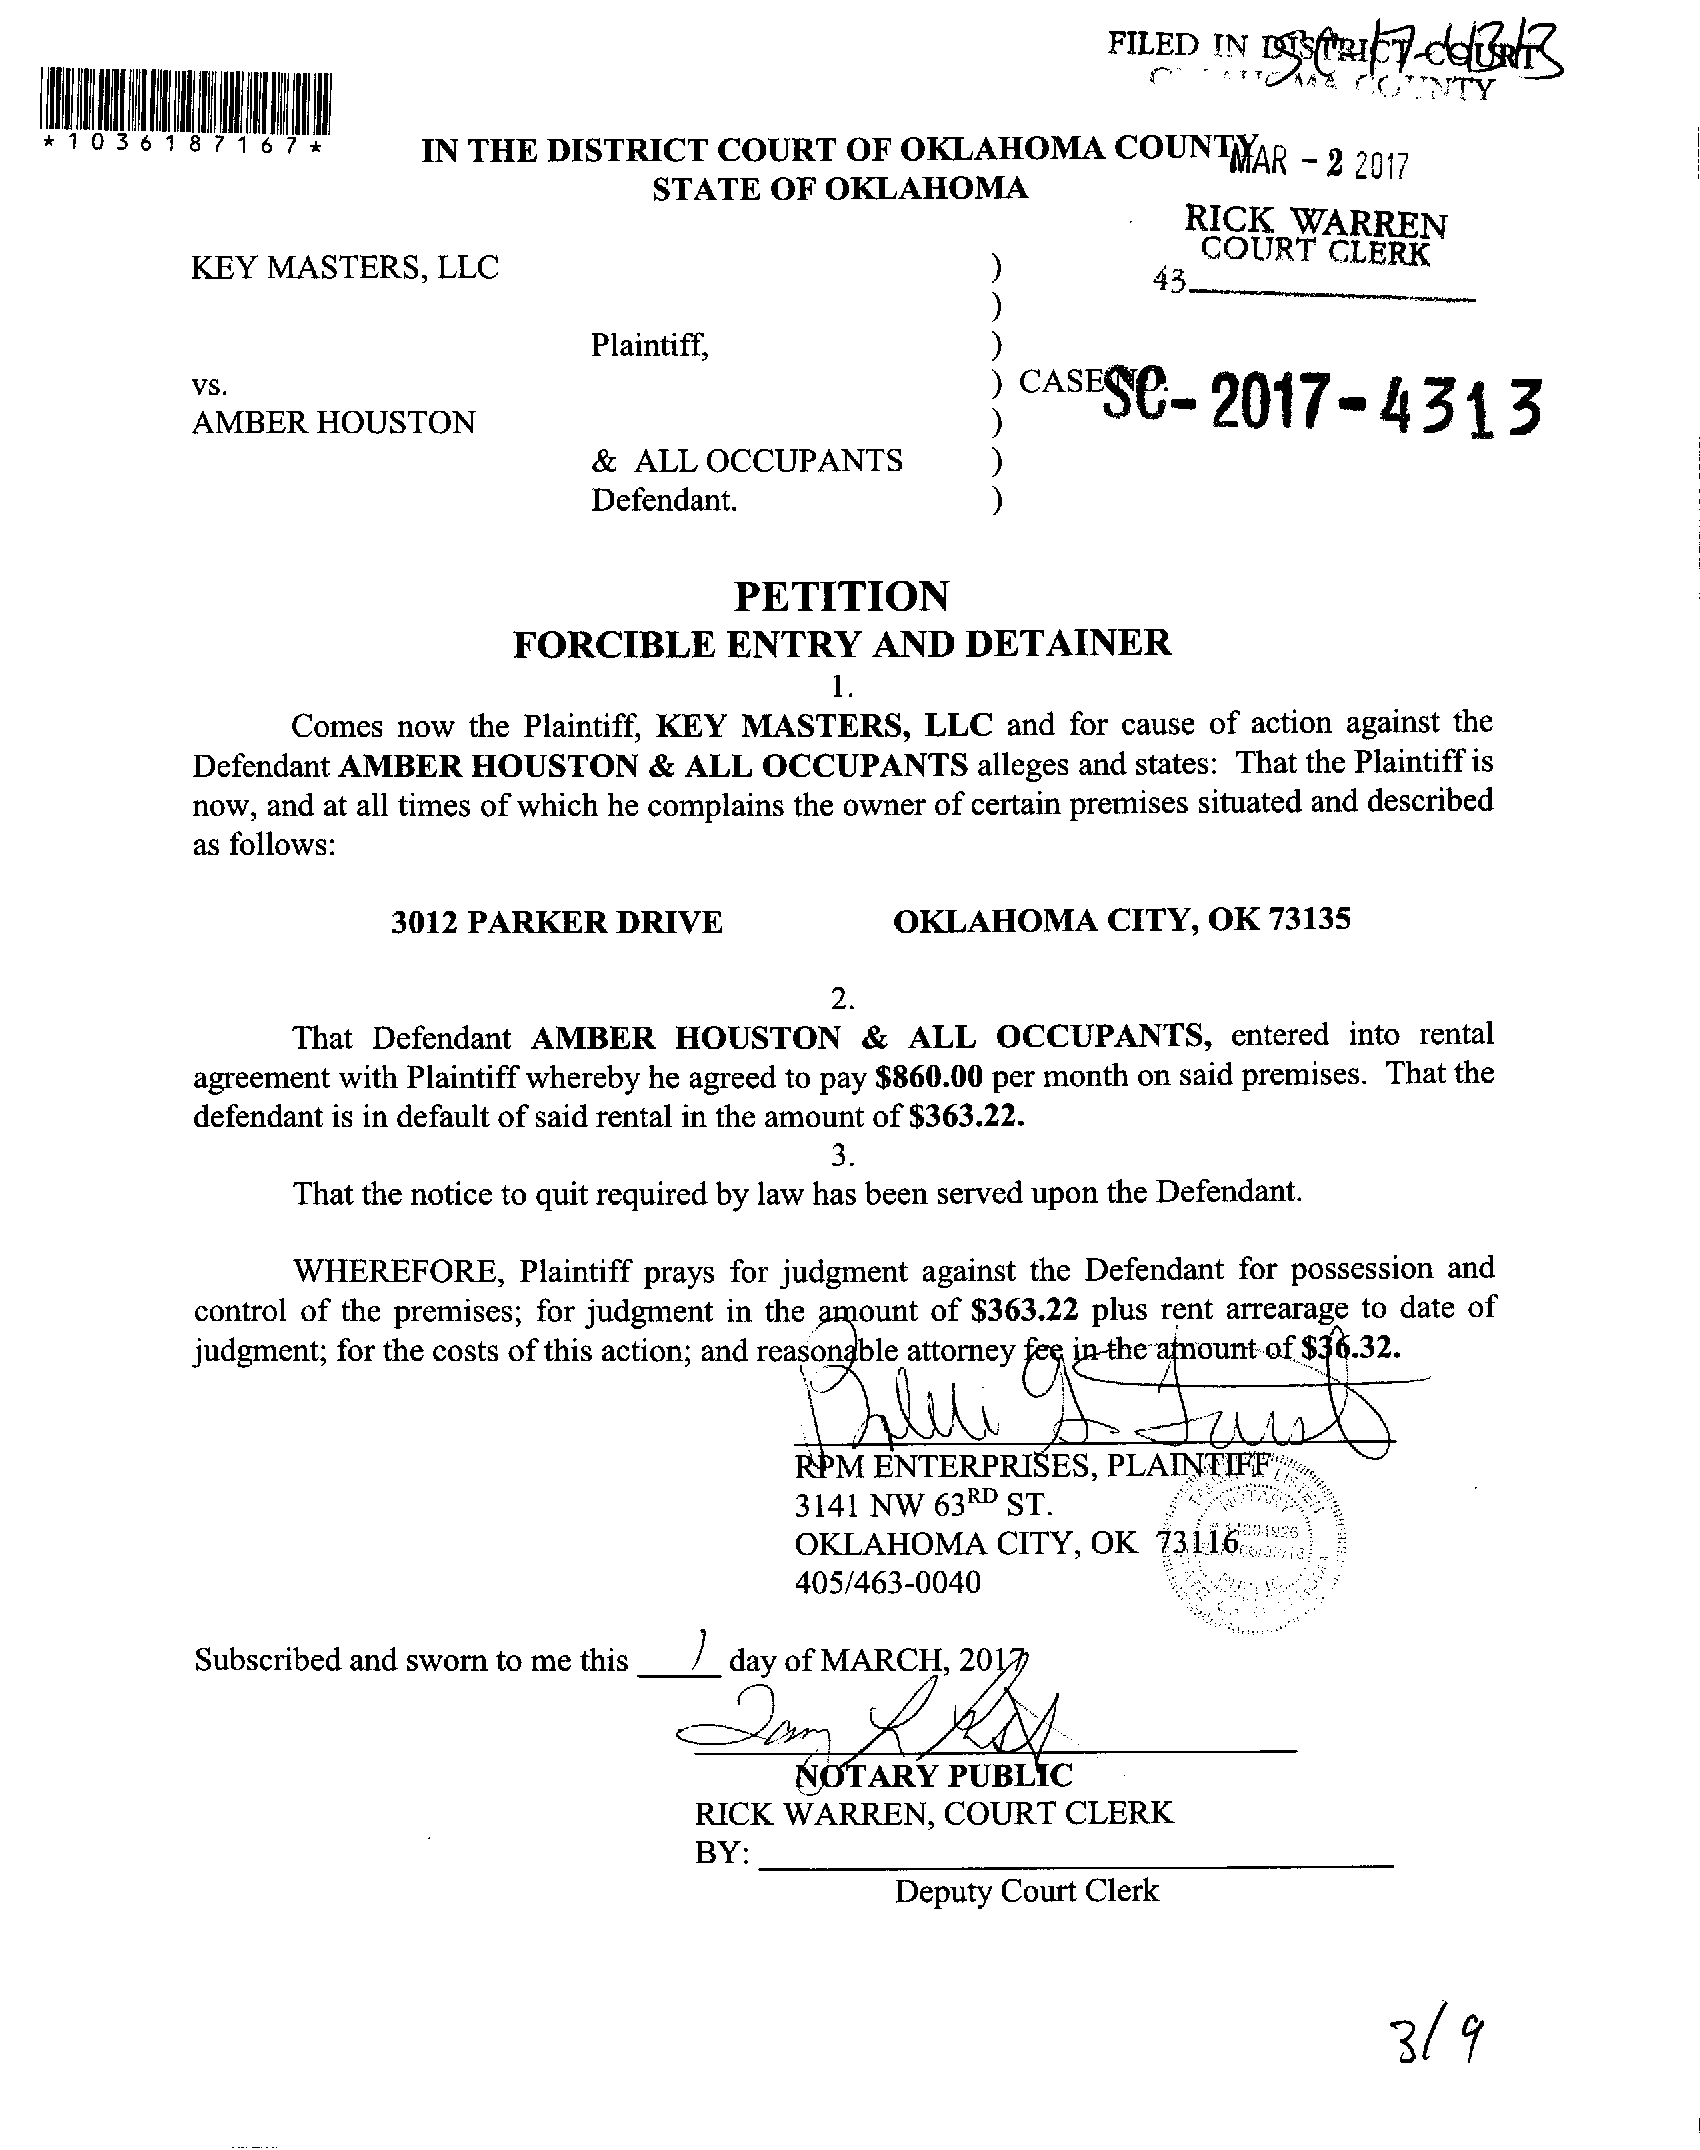 FILED IN DISTRICT COURT
SC-17-4313
COUNTY
*1036187167*
IN THE DISTRICT COURT OF OKLAHOMA COUNTY
MAR - 2 2017
STATE OF OKLAHOMA
RICK WARREN
COURT CLERK
43
KEY MASTERS, LLC )
)
Plaintiff, )
vs. ) CASE NO. SC-2017-4313
AMBER HOUSTON )
& ALL OCCUPANTS )
Defendant. )
PETITION
FORCIBLE ENTRY AND DETAINER
1.
Comes now the Plaintiff, KEY MASTERS, LLC and for cause of action against the
Defendant AMBER HOUSTON & ALL OCCUPANTS alleges and states: That the Plaintiff is
now, and at all times of which he complains the owner of certain premises situated and described
as follows:
3012 PARKER DRIVE OKLAHOMA CITY, OK 73135
2.
That Defendant AMBER HOUSTON & ALL OCCUPANTS, entered into rental
agreement with Plaintiff whereby he agreed to pay $860.00 per month on said premises. That the
defendant is in default of said rental in the amount of $363.22.
3.
That the notice to quit required by law has been served upon the Defendant.
WHEREFORE, Plaintiff prays for judgment against the Defendant for possession and
control of the premises; for judgment in the amount of $363.22 plus rent arrearage to date of
judgment; for the costs of this action; and reasonable attorney fee in the amount of $36.32.
RPM ENTERPRISES, PLAINTIFF
3141 NW 63RD ST.
OKLAHOMA CITY, OK 73116
405/463-0040
Subscribed and sworn to me this 1 day of MARCH, 2017
NOTARY PUBLIC
RICK WARREN, COURT CLERK
BY:
Deputy Court Clerk
3/9